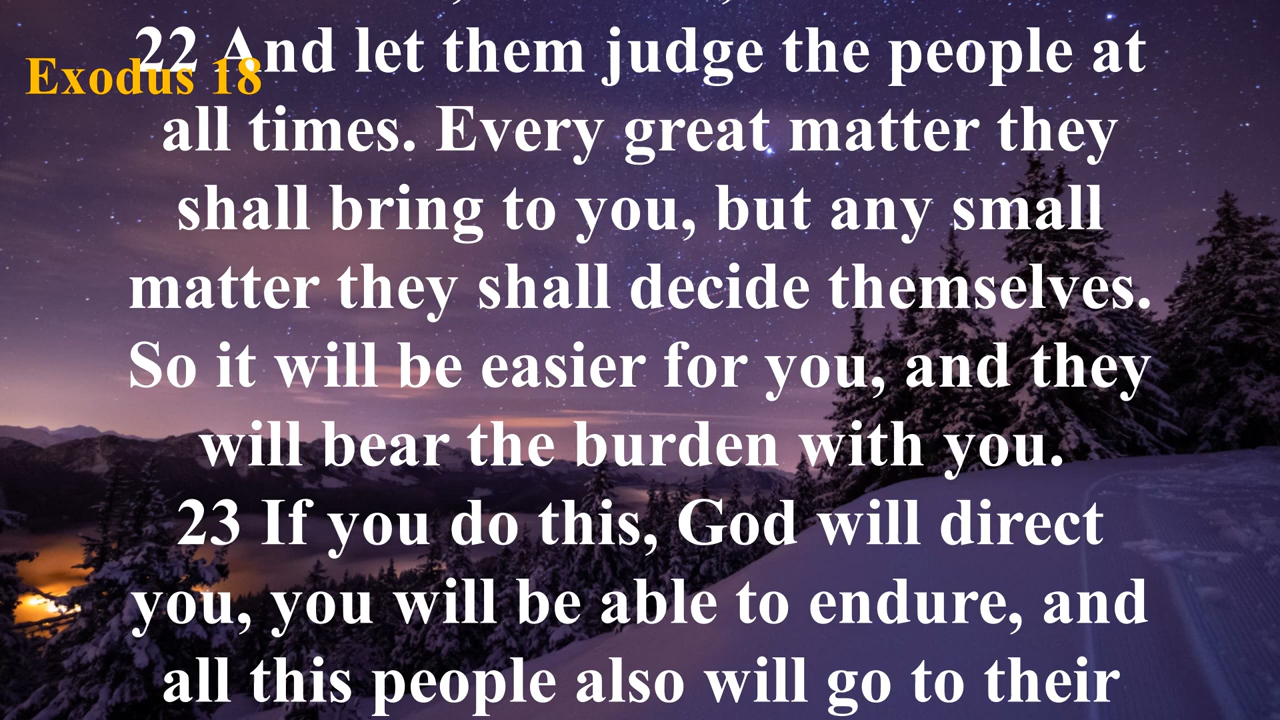 Exodus 18
22 And let them judge the people at
all times. Every great matter they
shall bring to you, but any small
matter they shall decide themselves.
So it will be easier for you, and they
will bear the burden with you.
23 If you do this, God will direct
you, you will be able to endure, and
all this people also will go to their